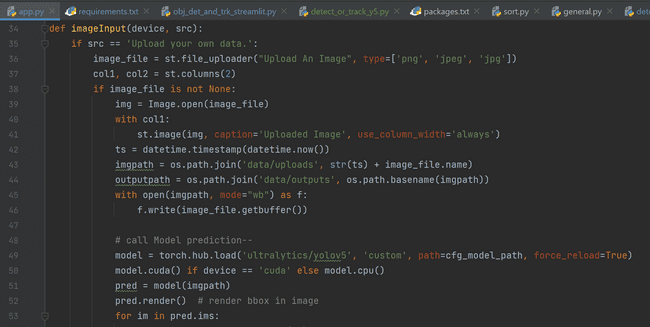 app.py requirements.txt obj_det_and_trk_streamlit.py detect_or_track_y5.py packages.txt sort.py general.py
34 def imageInput(device, src):
35 if src == 'Upload your own data.':
36 image_file = st.file_uploader("Upload An Image", type=['png', 'jpeg', 'jpg'])
37 col1, col2 = st.columns(2)
38 if image_file is not None:
39 img = Image.open(image_file)
40 with col1:
41 st.image(img, caption='Uploaded Image', use_column_width='always')
42 ts = datetime.timestamp(datetime.now())
43 imgpath = os.path.join('data/uploads', str(ts) + image_file.name)
44 outputpath = os.path.join('data/outputs', os.path.basename(imgpath))
45 with open(imgpath, mode="wb") as f:
46 f.write(image_file.getbuffer())
47
48 # call Model prediction--
49 model = torch.hub.load('ultralytics/yolov5', 'custom', path=cfg_model_path, force_reload=True)
50 model.cuda() if device == 'cuda' else model.cpu()
51 pred = model(imgpath)
52 pred.render() # render bbox in image
53 for im in pred.ims: